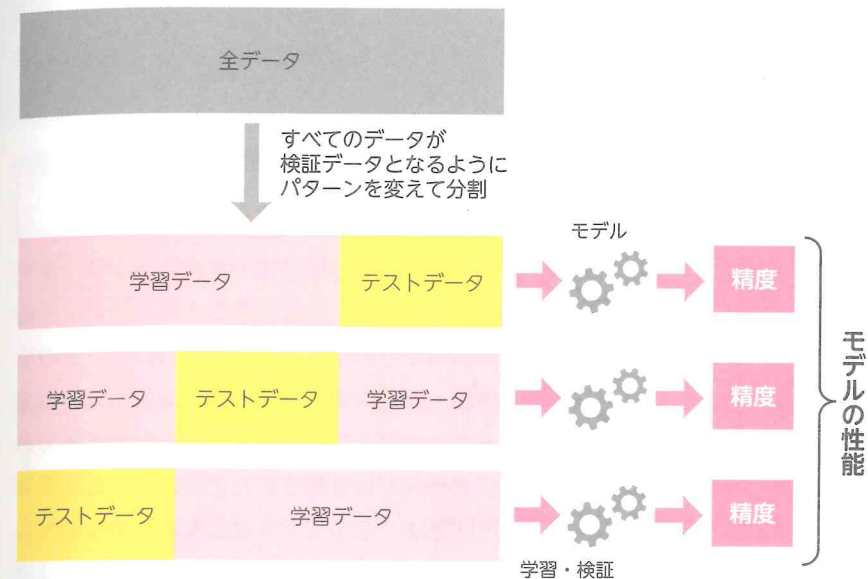 全データ
すべてのデータが
検証データとなるように
パターンを変えて分割
モデル
学習データ
テストデータ
精度
学習データ
テストデータ
学習データ
精度
テストデータ
学習データ
精度
学習・検証
モデルの性能